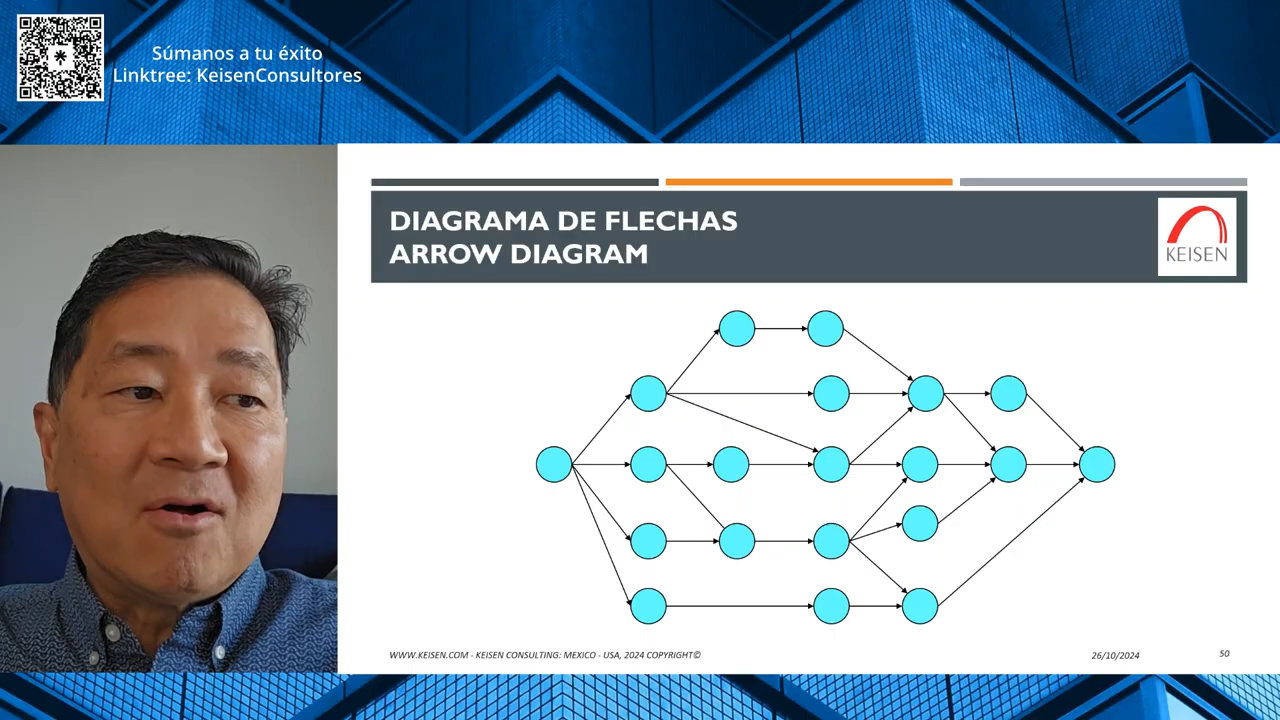 Súmanos a tu éxito
Linktree: KeisenConsultores
DIAGRAMA DE FLECHAS
ARROW DIAGRAM
KEISEN
WWW.KEISEN.COM - KEISEN CONSULTING: MEXICO - USA, 2024 COPYRIGHT©
26/10/2024
50